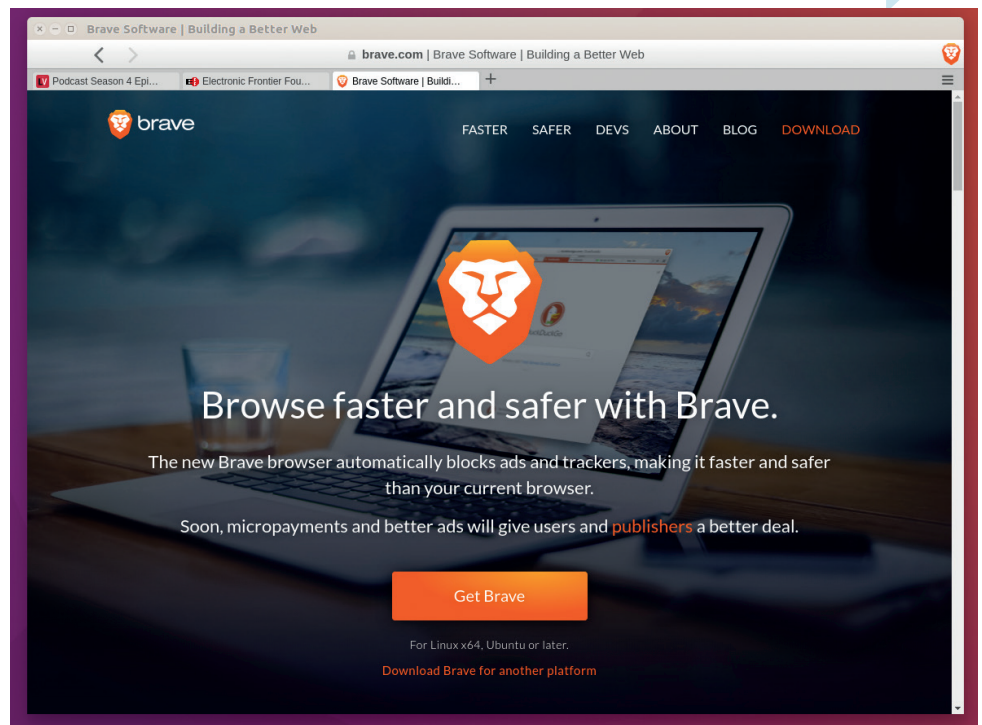 Brave Software | Building a Better Web
brave.com | Brave Software | Building a Better Web
Podcast Season 4 Epi...
Electronic Frontier Fou...
Brave Software | Buildi...
brave
FASTER SAFER DEVS ABOUT BLOG DOWNLOAD
Browse faster and safer with Brave.
The new Brave browser automatically blocks ads and trackers, making it faster and safer
than your current browser.
Soon, micropayments and better ads will give users and publishers a better deal.
Get Brave
For Linux x64, Ubuntu or later.
Download Brave for another platform